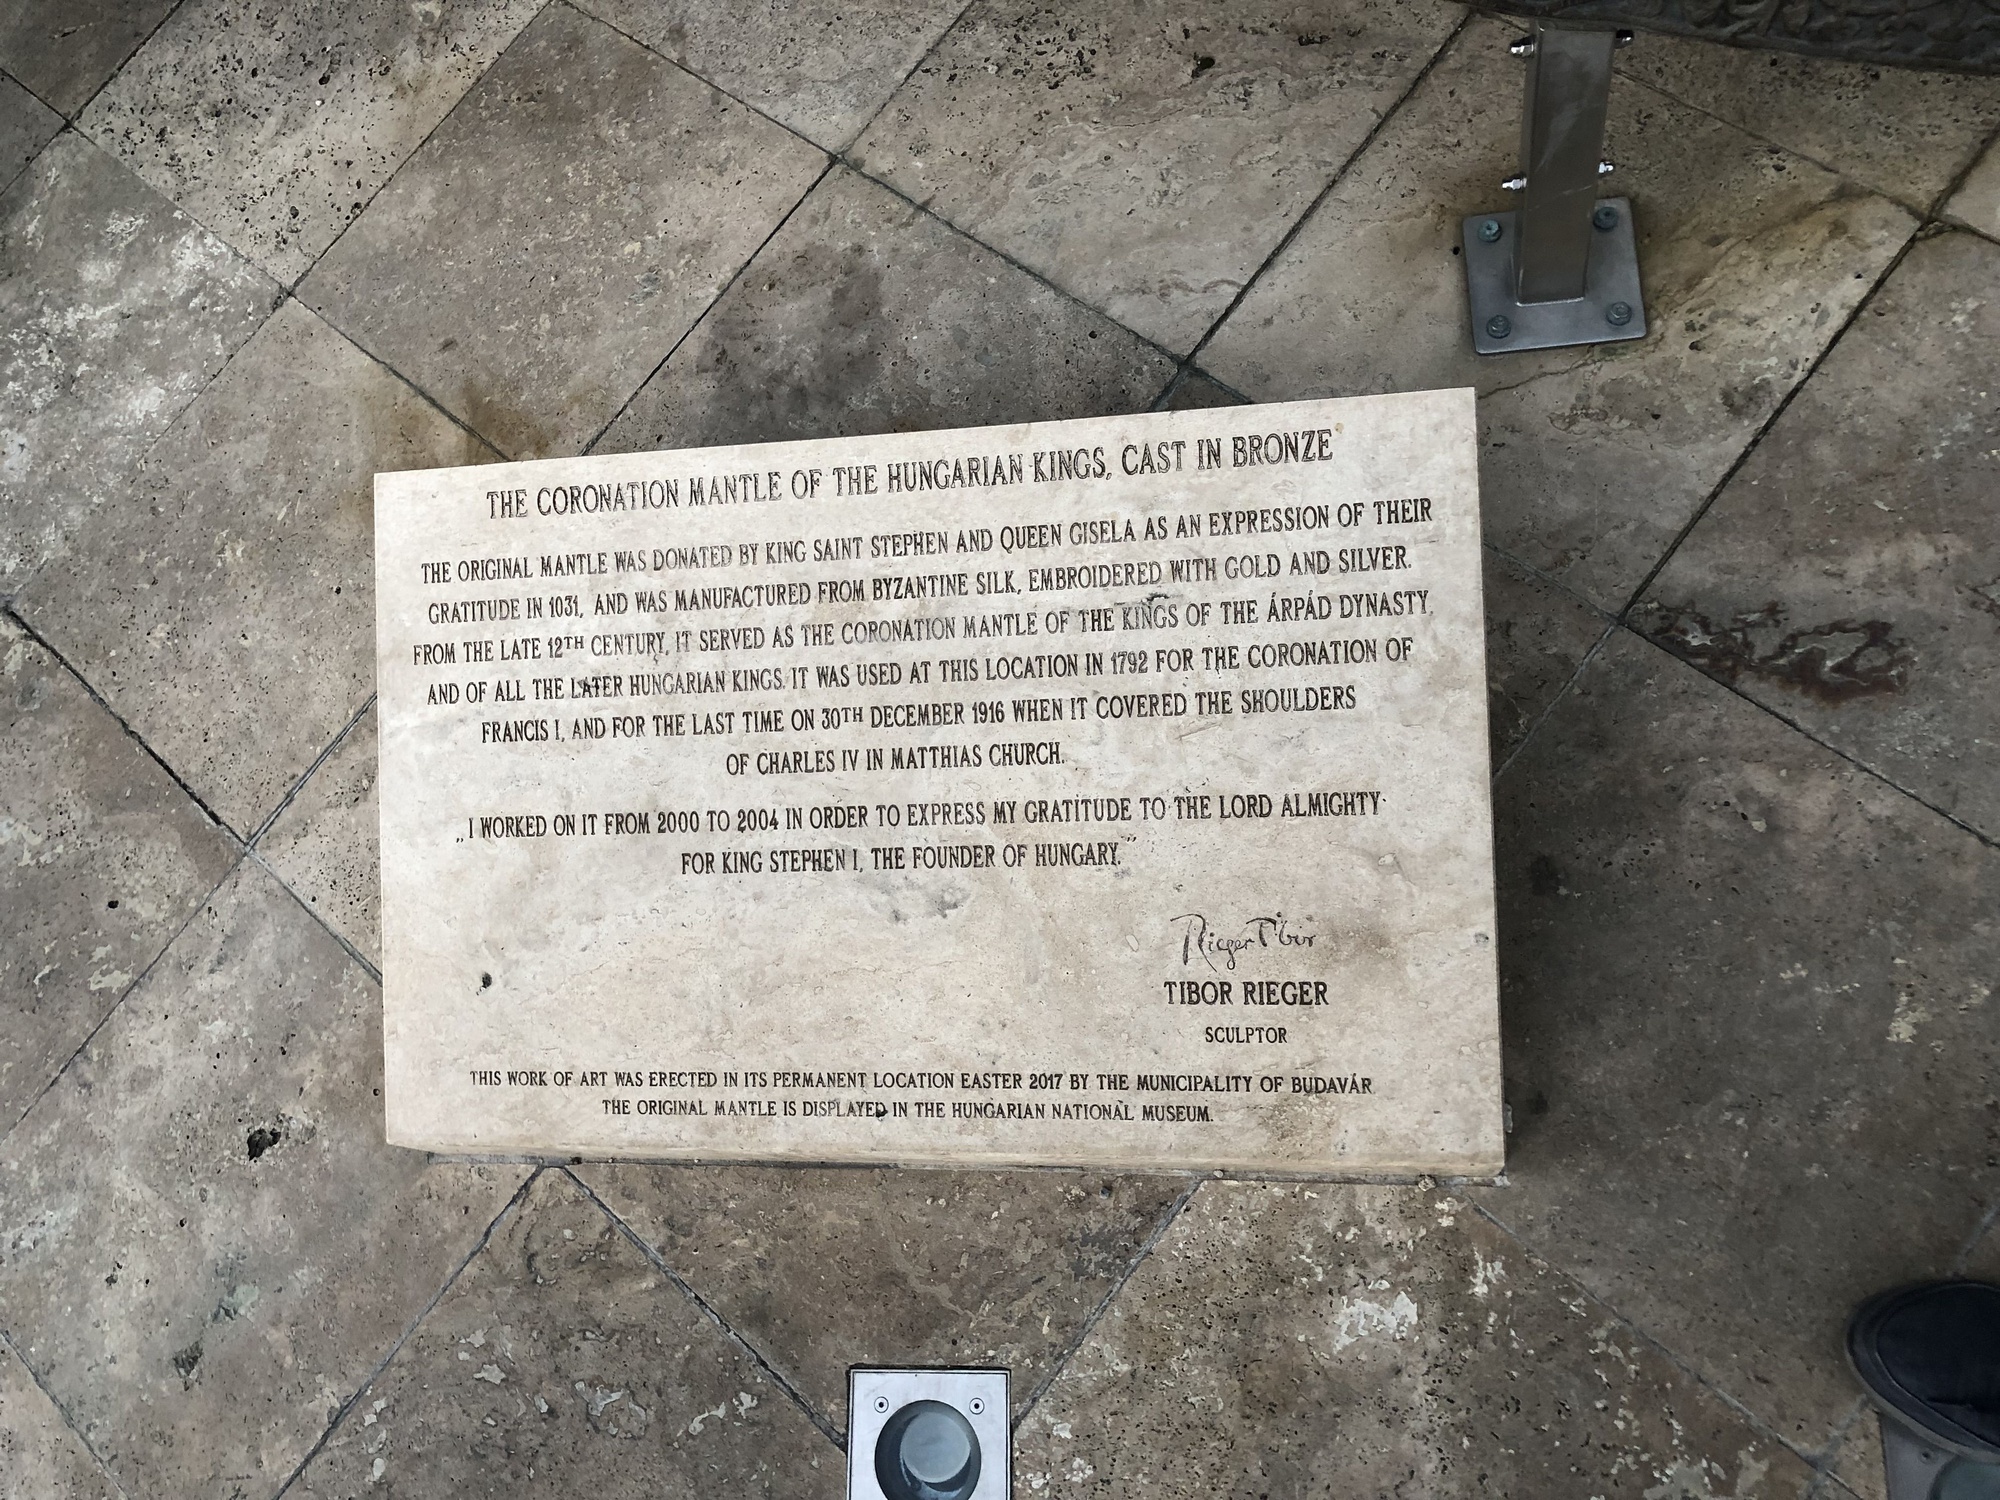 THE CORONATION MANTLE OF THE HUNGARIAN KINGS, CAST IN BRONZE
THE ORIGINAL MANTLE WAS DONATED BY KING SAINT STEPHEN AND QUEEN GISELA AS AN EXPRESSION OF THEIR
GRATITUDE IN 1031, AND WAS MANUFACTURED FROM BYZANTINE SILK, EMBROIDERED WITH GOLD AND SILVER.
FROM THE LATE 12TH CENTURY, IT SERVED AS THE CORONATION MANTLE OF THE KINGS OF THE ÁRPÁD DYNASTY,
AND OF ALL THE LATER HUNGARIAN KINGS. IT WAS USED AT THIS LOCATION IN 1792 FOR THE CORONATION OF
FRANCIS I, AND FOR THE LAST TIME ON 30TH DECEMBER 1916 WHEN IT COVERED THE SHOULDERS
OF CHARLES IV IN MATTHIAS CHURCH.
„I WORKED ON IT FROM 2000 TO 2004 IN ORDER TO EXPRESS MY GRATITUDE TO THE LORD ALMIGHTY
FOR KING STEPHEN I, THE FOUNDER OF HUNGARY.”
Rieger Tibor
TIBOR RIEGER
SCULPTOR
THIS WORK OF ART WAS ERECTED IN ITS PERMANENT LOCATION EASTER 2017 BY THE MUNICIPALITY OF BUDAVÁR.
THE ORIGINAL MANTLE IS DISPLAYED IN THE HUNGARIAN NATIONAL MUSEUM.